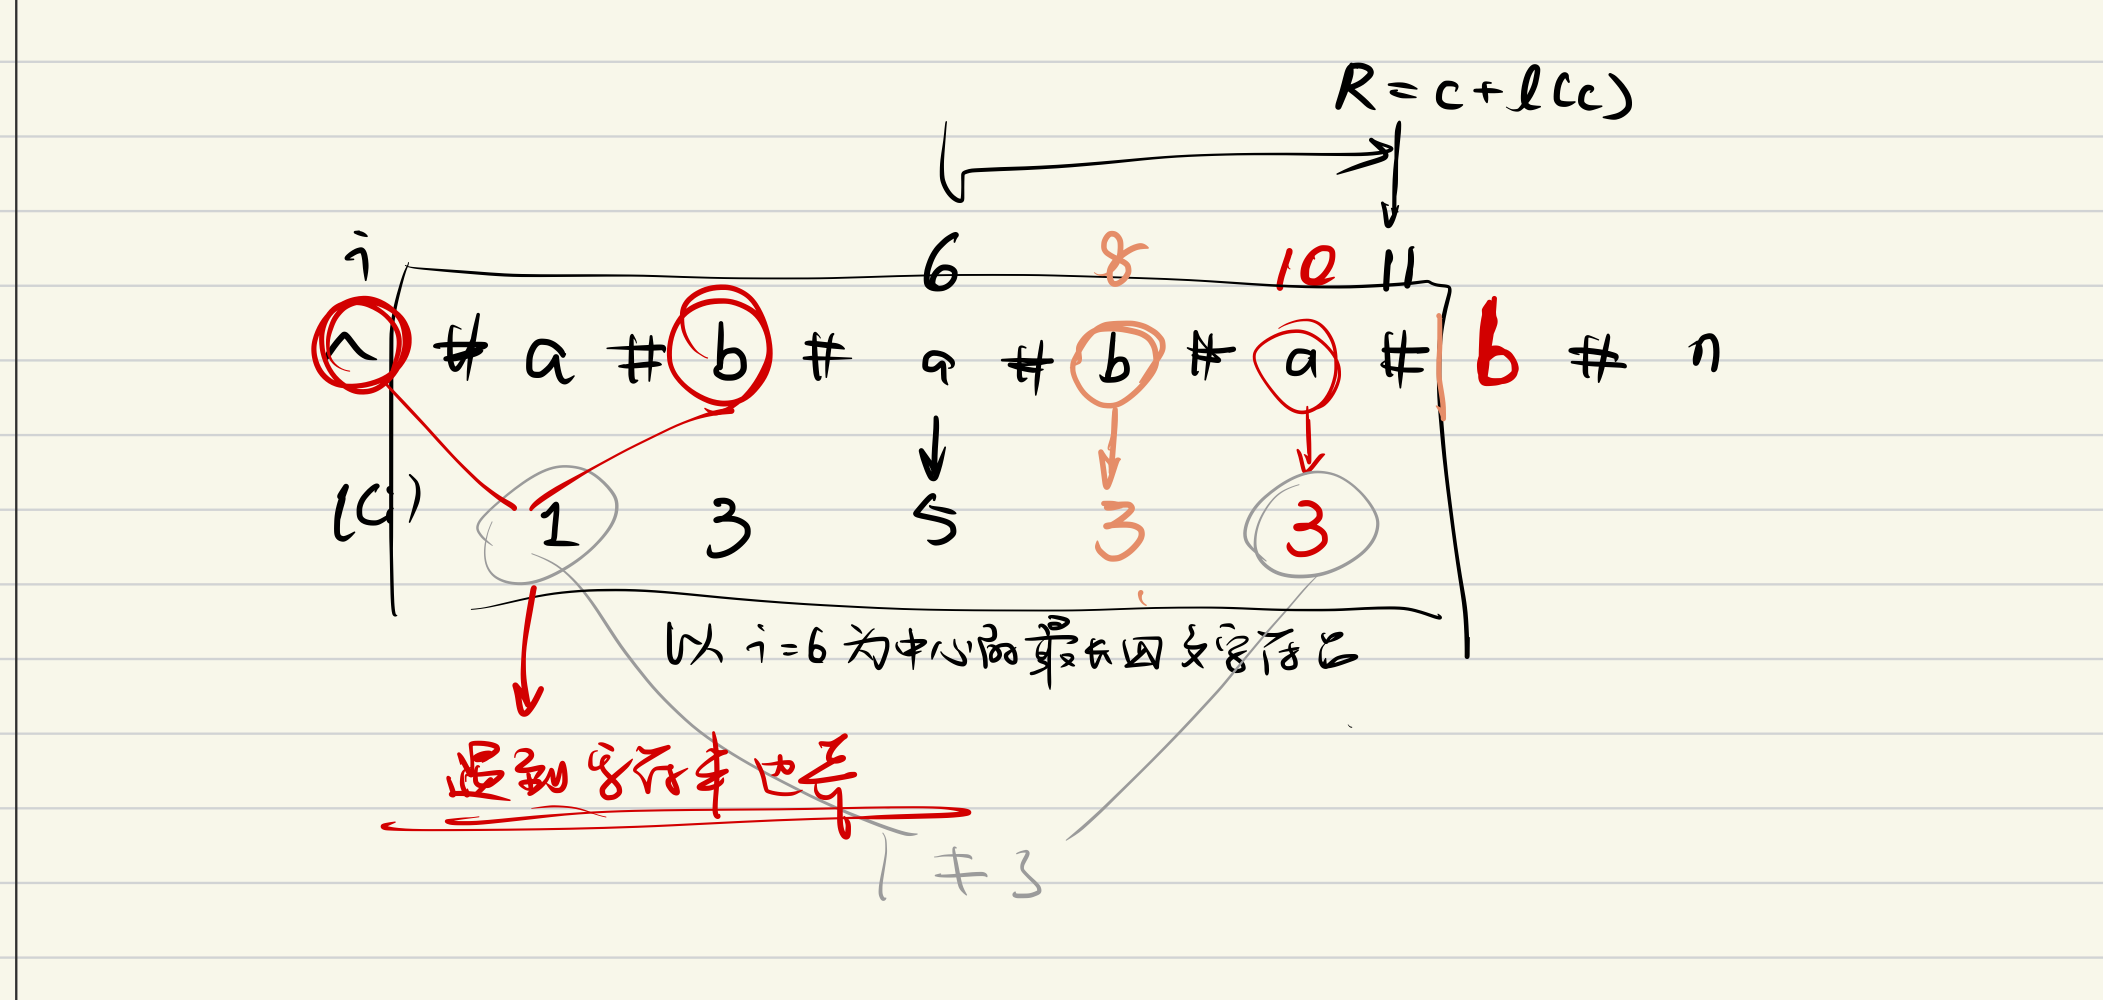 R = c + l(c)
i 6 8 10 11
^ # a # b # a # b # a # b # n
l(i) 1 3 5 3 3
以 i=6 为中心的最长回文字符串
遇到字符串边界
1 ≠ 3